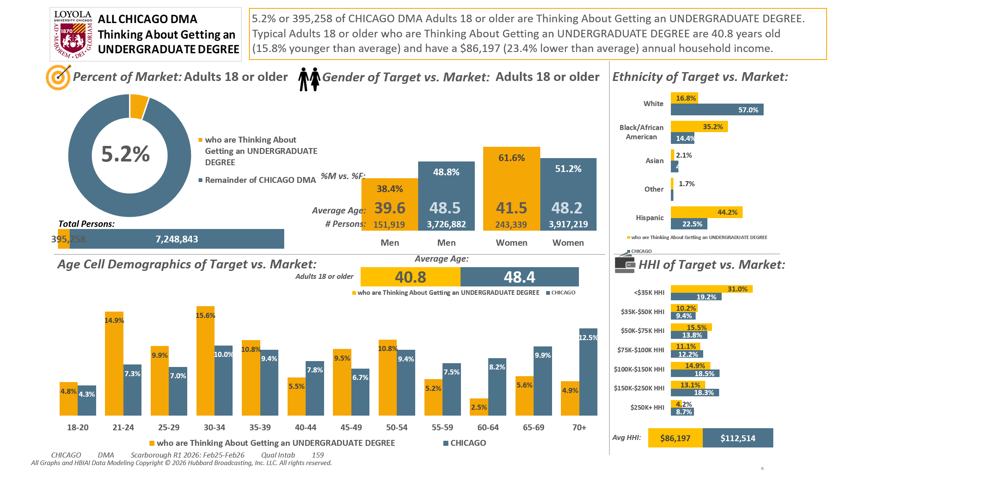 LOYOLA
UNIVERSITY CHICAGO
1870
AD • MAJOREM • DEI • GLORIAM
ALL CHICAGO DMA
Thinking About Getting an
UNDERGRADUATE DEGREE
5.2% or 395,258 of CHICAGO DMA Adults 18 or older are Thinking About Getting an UNDERGRADUATE DEGREE.
Typical Adults 18 or older who are Thinking About Getting an UNDERGRADUATE DEGREE are 40.8 years old
(15.8% younger than average) and have a $86,197 (23.4% lower than average) annual household income.
Percent of Market: Adults 18 or older
5.2%
who are Thinking About
Getting an UNDERGRADUATE
DEGREE
Remainder of CHICAGO DMA
Total Persons:
395,258
7,248,843
Gender of Target vs. Market: Adults 18 or older
%M vs. %F:
38.4%
48.8%
61.6%
51.2%
Average Age:
39.6
48.5
41.5
48.2
# Persons:
151,919
3,726,882
243,339
3,917,219
Men
Men
Women
Women
Ethnicity of Target vs. Market:
White
16.8%
57.0%
Black/African
American
35.2%
14.4%
Asian
2.1%
Other
1.7%
Hispanic
44.2%
22.5%
who are Thinking About Getting an UNDERGRADUATE DEGREE
CHICAGO
Age Cell Demographics of Target vs. Market:
Average Age:
Adults 18 or older
40.8
48.4
who are Thinking About Getting an UNDERGRADUATE DEGREE
CHICAGO
4.8%
4.3%
14.9%
7.3%
9.9%
7.0%
15.6%
10.0%
10.8%
9.4%
5.5%
7.8%
9.5%
6.7%
10.8%
9.4%
5.2%
7.5%
2.5%
8.2%
5.6%
9.9%
4.9%
12.5%
18-20
21-24
25-29
30-34
35-39
40-44
45-49
50-54
55-59
60-64
65-69
70+
who are Thinking About Getting an UNDERGRADUATE DEGREE
CHICAGO
HHI of Target vs. Market:
<$35K HHI
31.0%
19.2%
$35K-$50K HHI
10.2%
9.4%
$50K-$75K HHI
15.5%
13.8%
$75K-$100K HHI
11.1%
12.2%
$100K-$150K HHI
14.9%
18.5%
$150K-$250K HHI
13.1%
18.3%
$250K+ HHI
4.2%
8.7%
Avg HHI:
$86,197
$112,514
CHICAGO DMA Scarborough R1 2026: Feb25-Feb26 Qual Intab 159
All Graphs and HBIAI Data Modeling Copyright © 2026 Hubbard Broadcasting, Inc. LLC. All rights reserved.
©